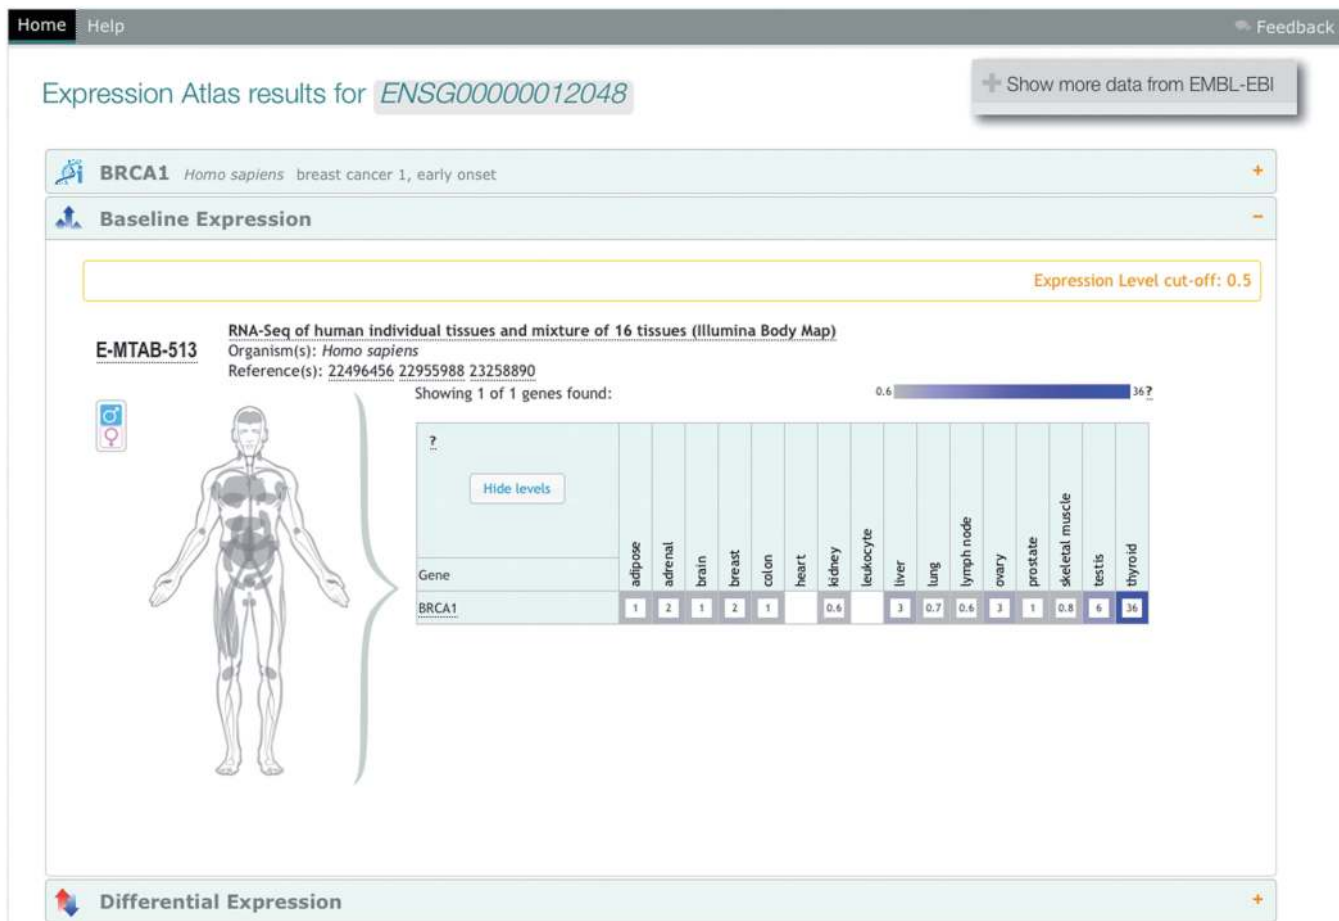 Home Help Feedback
Expression Atlas results for ENSG00000012048
+ Show more data from EMBL-EBI
BRCA1 Homo sapiens breast cancer 1, early onset +
Baseline Expression −
Expression Level cut-off: 0.5
E-MTAB-513
RNA-Seq of human individual tissues and mixture of 16 tissues (Illumina Body Map)
Organism(s): Homo sapiens
Reference(s): 22496456 22955988 23258890
Showing 1 of 1 genes found:
0.6 36 ?
?
Hide levels
Gene adipose adrenal brain breast colon heart kidney leukocyte liver lung lymph node ovary prostate skeletal muscle testis thyroid
BRCA1 1 2 1 2 1 0.6 3 0.7 0.6 3 1 0.8 6 36
Differential Expression +